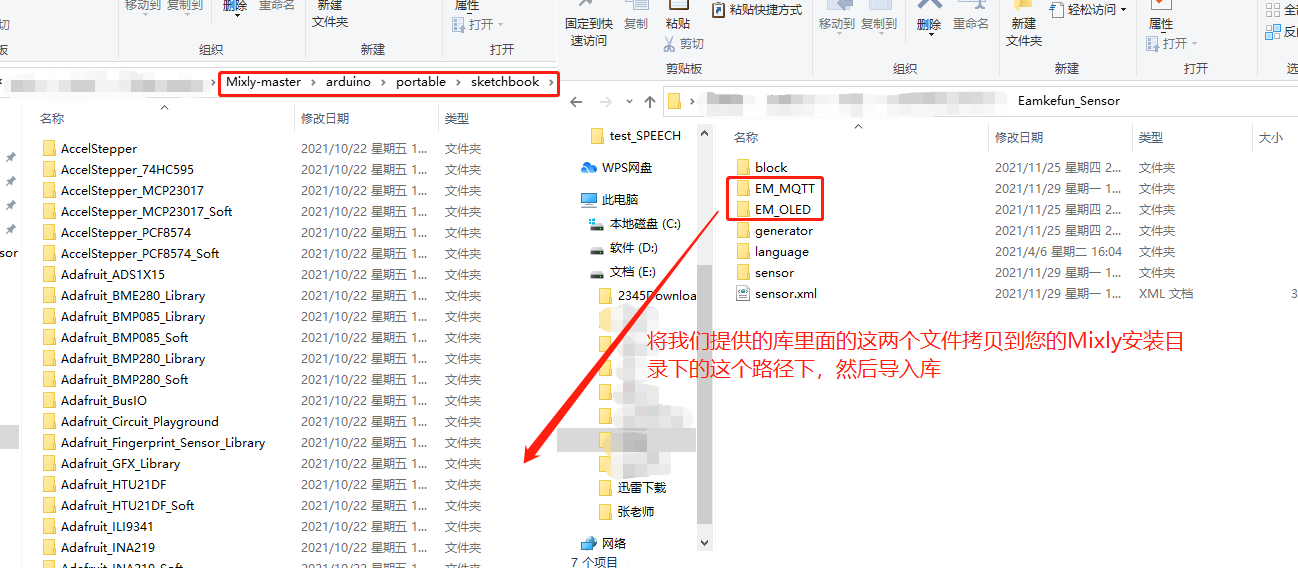 移动到 复制到 删除 重命名 新建
文件夹 属性
打开
组织 新建 打开
Mixly-master › arduino › portable › sketchbook ›
名称 修改日期 类型
AccelStepper 2021/10/22 星期五 1... 文件夹
AccelStepper_74HC595 2021/10/22 星期五 1... 文件夹
AccelStepper_MCP23017 2021/10/22 星期五 1... 文件夹
AccelStepper_MCP23017_Soft 2021/10/22 星期五 1... 文件夹
AccelStepper_PCF8574 2021/10/22 星期五 1... 文件夹
AccelStepper_PCF8574_Soft 2021/10/22 星期五 1... 文件夹
Adafruit_ADS1X15 2021/10/22 星期五 1... 文件夹
Adafruit_BME280_Library 2021/10/22 星期五 1... 文件夹
Adafruit_BMP085_Library 2021/10/22 星期五 1... 文件夹
Adafruit_BMP085_Soft 2021/10/22 星期五 1... 文件夹
Adafruit_BMP280_Library 2021/10/22 星期五 1... 文件夹
Adafruit_BMP280_Soft 2021/10/22 星期五 1... 文件夹
Adafruit_BusIO 2021/10/22 星期五 1... 文件夹
Adafruit_Circuit_Playground 2021/10/22 星期五 1... 文件夹
Adafruit_Fingerprint_Sensor_Library 2021/10/22 星期五 1... 文件夹
Adafruit_GFX_Library 2021/10/22 星期五 1... 文件夹
Adafruit_HTU21DF 2021/10/22 星期五 1... 文件夹
Adafruit_HTU21DF_Soft 2021/10/22 星期五 1... 文件夹
Adafruit_ILI9341 2021/10/22 星期五 1... 文件夹
Adafruit_INA219 2021/10/22 星期五 1... 文件夹
Adafruit_INA219_Soft 2021/10/22 星期五 1... 文件夹
sor
固定到快
速访问
复制
粘贴
粘贴快捷方式
剪切
移动到 复制到 删除 重命名
新建
文件夹
轻松访问
属性
打开
全
反
剪贴板 组织 新建 打开 选
Eamkefun_Sensor
test_SPEECH
WPS网盘
此电脑
本地磁盘 (C:)
软件 (D:)
文档 (E:)
2345Downloa
迅雷下载
张老师
网络
7 个项目
名称 修改日期 类型 大小
block 2021/11/25 星期四 2... 文件夹
EM_MQTT 2021/11/29 星期一 1... 文件夹
EM_OLED 2021/11/25 星期四 2... 文件夹
generator 2021/11/25 星期四 2... 文件夹
language 2021/4/6 星期二 16:04 文件夹
sensor 2021/11/29 星期一 1... 文件夹
sensor.xml 2021/11/29 星期一 1... XML 文档 3
将我们提供的库里面的这两个文件拷贝到您的Mixly安装目
录下的这个路径下，然后导入库